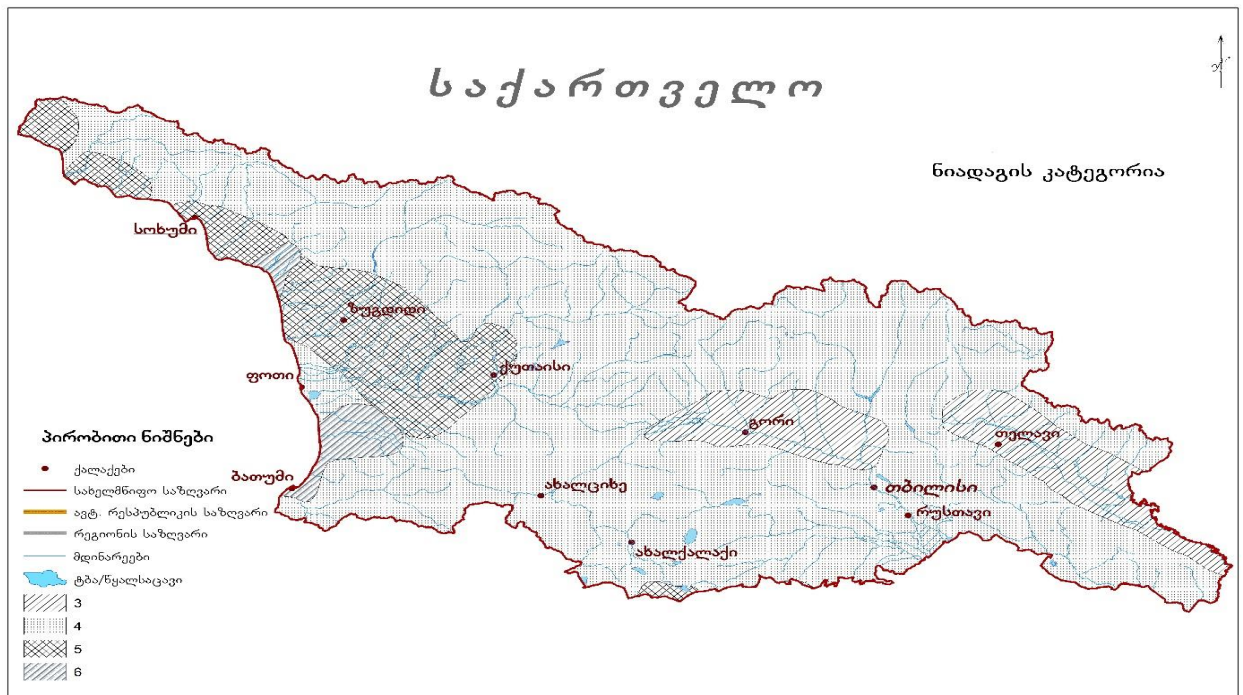 საქართველო
ნიადაგის კატეგორია
სოხუმი
ზუგდიდი
ფოთი
ქუთაისი
გორი
თელავი
ბათუმი
ახალციხე
თბილისი
რუსთავი
ახალქალაქი
პირობითი ნიშნები
ქალაქები
სახელმწიფო საზღვარი
ავტ. რესპუბლიკის საზღვარი
რეგიონის საზღვარი
მდინარეები
ტბა/წყალსაცავი
3
4
5
6